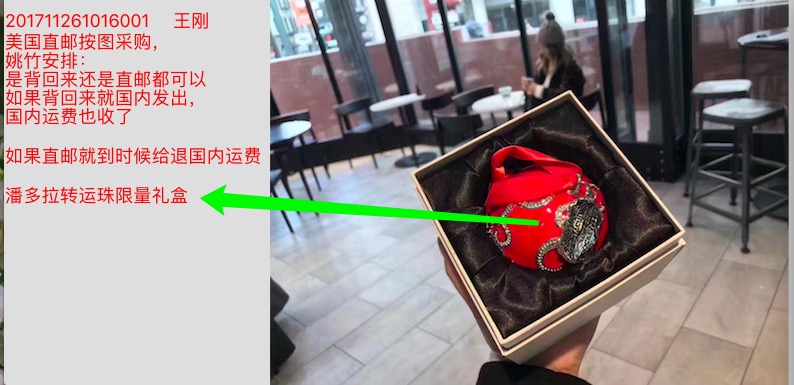 201711261016001 王刚
美国直邮按图采购，
姚竹安排：
是背回来还是直邮都可以
如果背回来就国内发出，
国内运费也收了
如果直邮就到时候给退国内运费
潘多拉转运珠限量礼盒